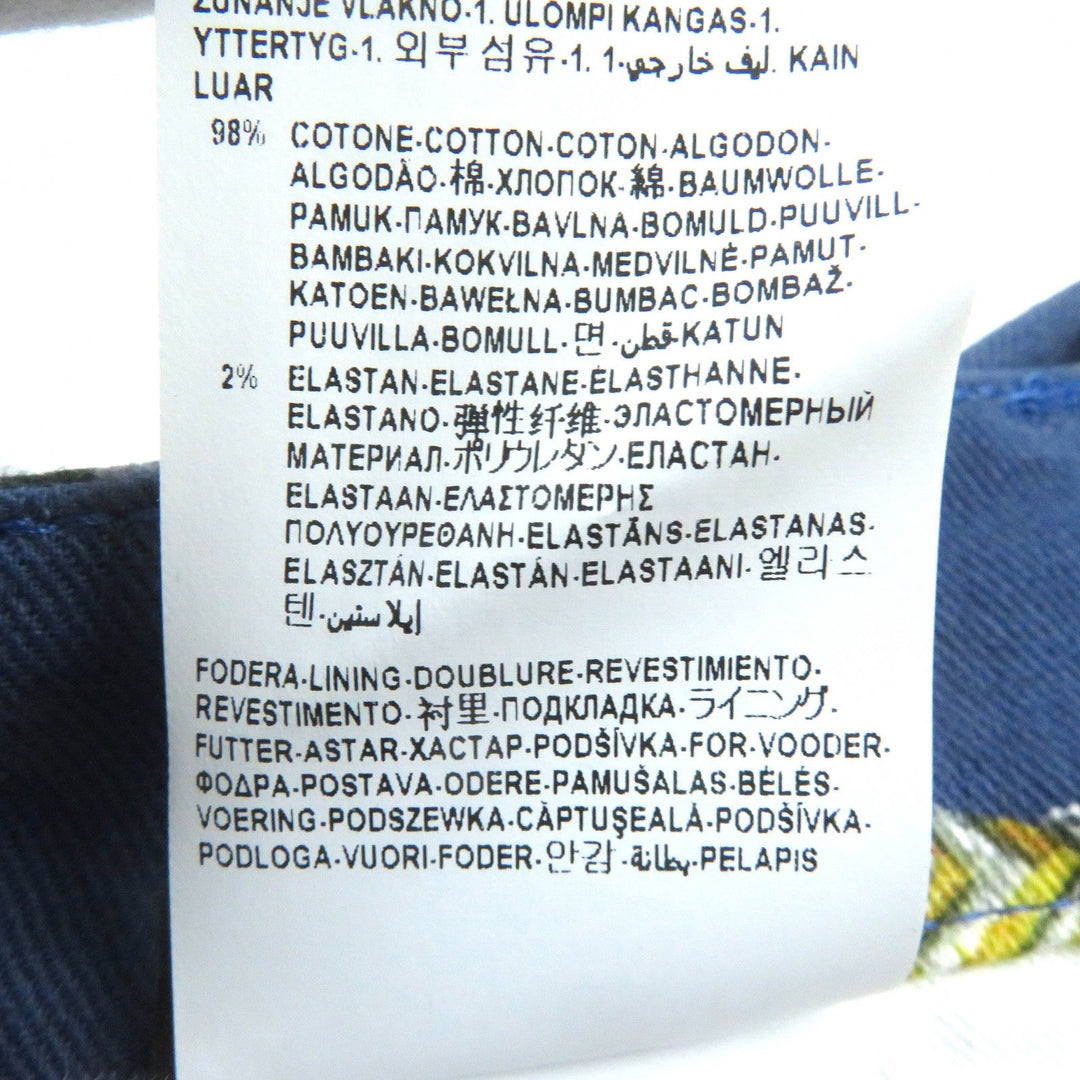 ZUNANJE VLAKNO·1. ULOMPI KANGAS·1.
YTTERTYG·1. 외부 섬유·1. ليف خارجي·1. KAIN
LUAR
98% COTONE·COTTON·COTON·ALGODON·
ALGODÃO·棉·ХЛОПОК·綿·BAUMWOLLE·
PAMUK·ПАМУК·BAVLNA·BOMULD·PUUVILL·
BAMBAKI·KOKVILNA·MEDVILNĖ·PAMUT·
KATOEN·BAWEŁNA·BUMBAC·BOMBAŽ·
PUUVILLA·BOMULL·면·قطن·KATUN
2% ELASTAN·ELASTANE·ÉLASTHANNE·
ELASTANO·弾性纤维·ЭЛАСТОМЕРНЫЙ
МАТЕРИАЛ·ポリウレタン·ЕЛАСТАН·
ELASTAAN·ΕΛΑΣΤΟΜΕΡΗΣ
ΠΟΛΥΟΥΡΕΘΑΝΗ·ELASTĀNS·ELASTANAS·
ELASZTÁN·ELASTÁN·ELASTAANI·엘리스
텐·إيلاستين
FODERA·LINING·DOUBLURE·REVESTIMIENTO·
REVESTIMENTO·衬里·ПОДКЛАДКА·ライニング·
FUTTER·ASTAR·ХАСТАР·PODŠÍVKA·FOR·VOODER·
ΦΟΔΡΑ·POSTAVA·ODERE·PAMUŠALAS·BÉLÉS·
VOERING·PODSZEWKA·CĂPTUŞEALĂ·PODŠÍVKA·
PODLOGA·VUORI·FODER·안감·بطانة·PELAPIS